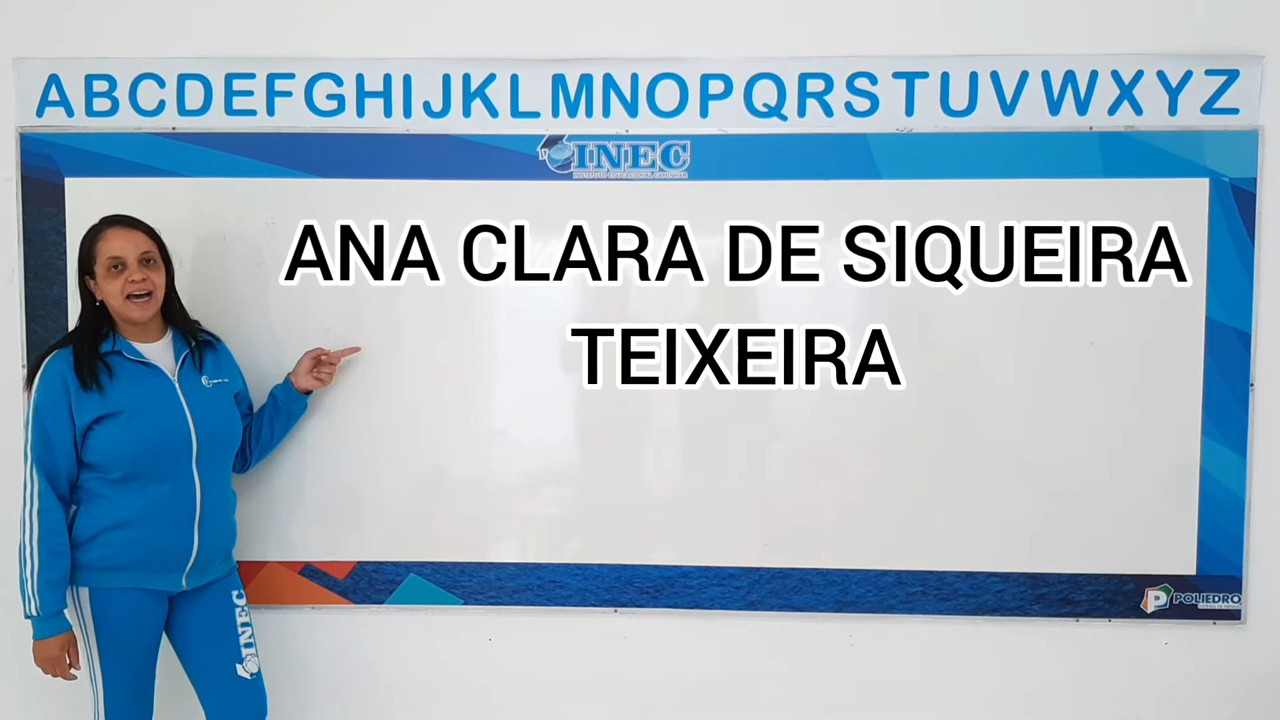 ABCDEFGHIJKLMNOPQRSTUVWXYZ
INEC
ANA CLARA DE SIQUEIRA
TEIXEIRA
INEC
POLIEDRO